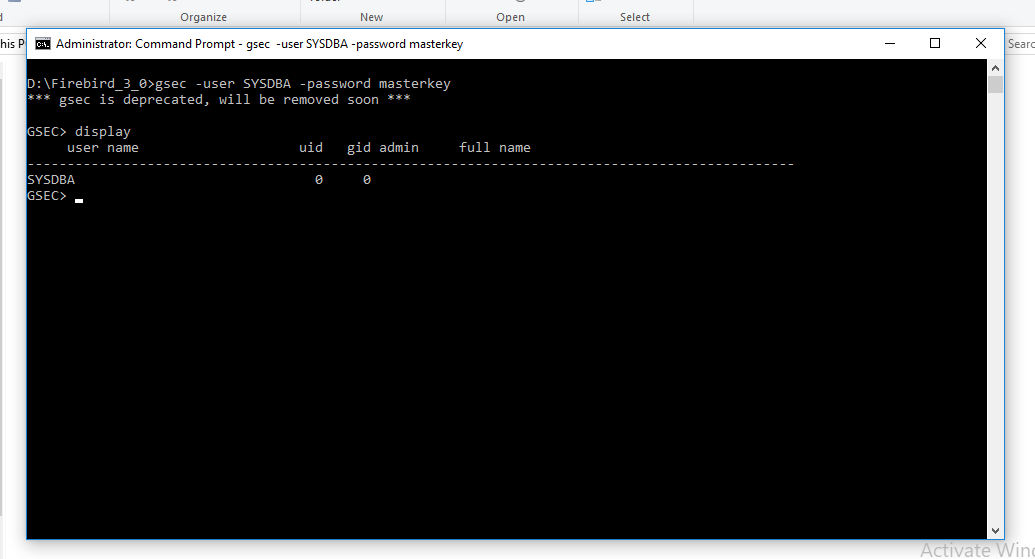 Organize New Open Select
his P
Administrator: Command Prompt - gsec -user SYSDBA -password masterkey
Searc
D:\Firebird_3_0>gsec -user SYSDBA -password masterkey
*** gsec is deprecated, will be removed soon ***
GSEC> display
user name uid gid admin full name
------------------------------------------------------------------------------------------------
SYSDBA 0 0
GSEC>
Activate Wind